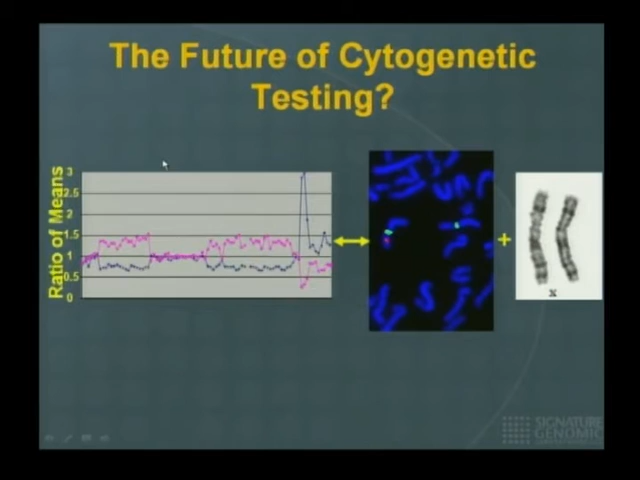 The Future of Cytogenetic
Testing?
Ratio of Means
3
2.5
2
1.5
1
0.5
0
+
x
SIGNATURE
GENOMIC